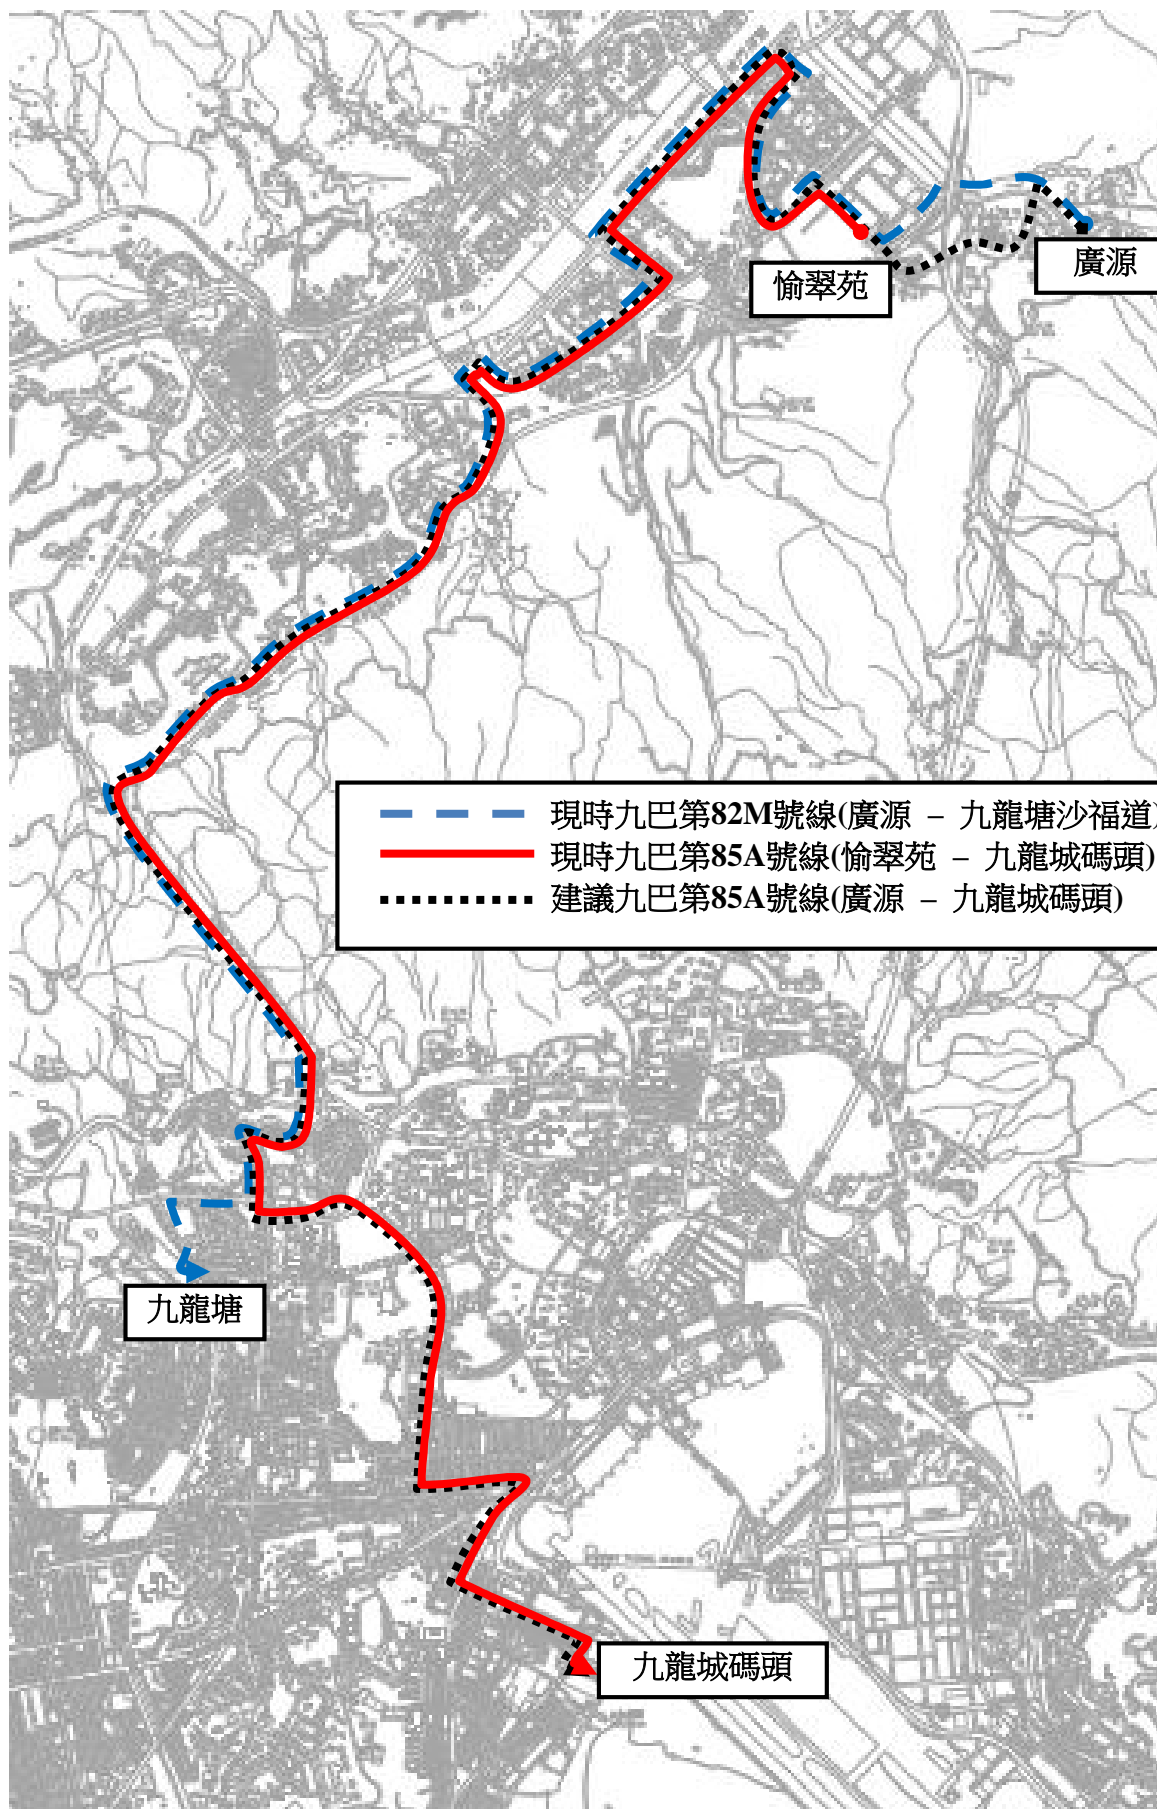 廣源
愉翠苑
現時九巴第82M號線(廣源 – 九龍塘沙福道)
現時九巴第85A號線(愉翠苑 – 九龍城碼頭)
建議九巴第85A號線(廣源 – 九龍城碼頭)
九龍塘
九龍城碼頭